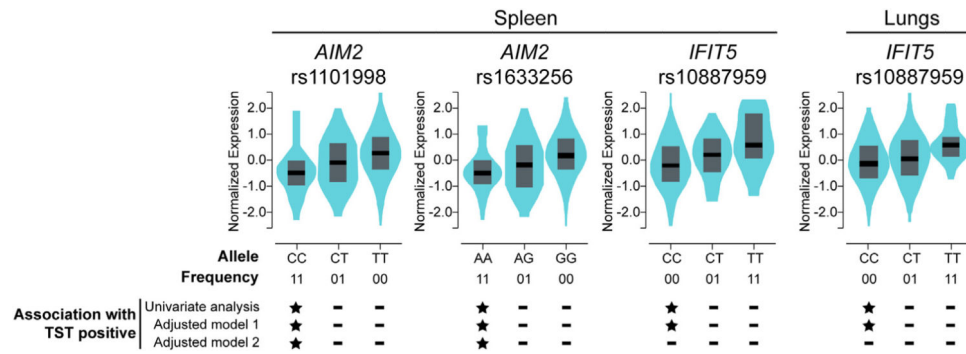 Spleen Lungs
AIM2 AIM2 IFIT5 IFIT5
rs1101998 rs1633256 rs10887959 rs10887959
Normalized Expression Normalized Expression Normalized Expression Normalized Expression
2.0 2.0 2.0 2.0
1.0 1.0 1.0 1.0
0.0 0.0 0.0 0.0
-1.0 -1.0 -1.0 -1.0
-2.0 -2.0 -2.0 -2.0
Allele CC CT TT AA AG GG CC CT TT CC CT TT
Frequency 11 01 00 11 01 00 00 01 11 00 01 11
Association with TST positive
Univariate analysis ★ - - ★ - - ★ - - ★ - -
Adjusted model 1 ★ - - ★ - - ★ - - ★ - -
Adjusted model 2 ★ - - ★ - - - - - - - -